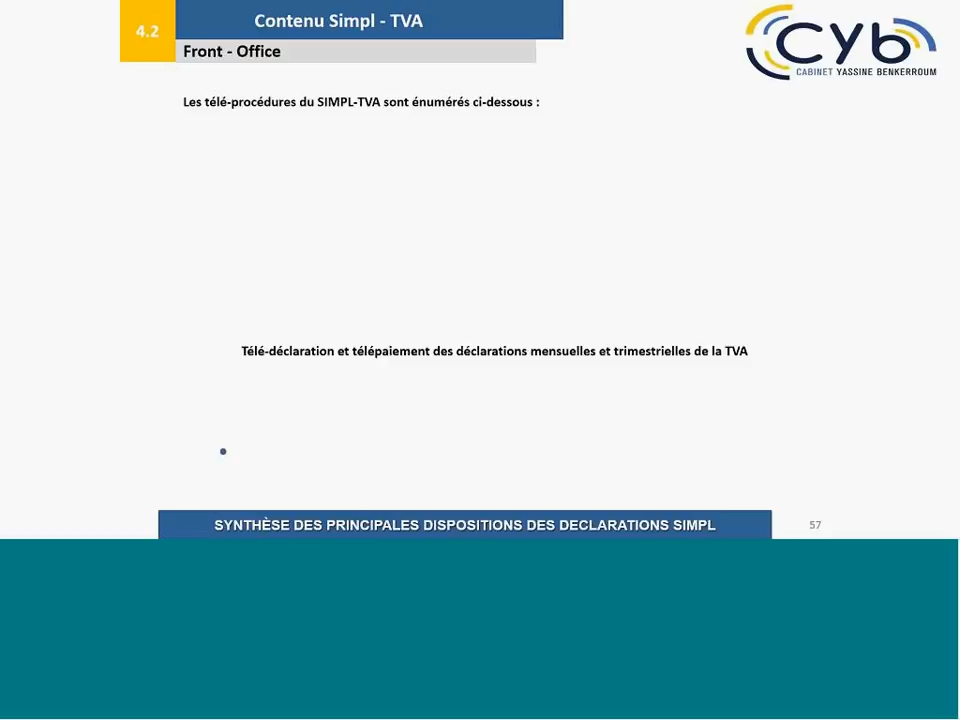 4.2
Contenu Simpl - TVA
Front - Office
cyb
CABINET YASSINE BENKERROUM
Les télé-procédures du SIMPL-TVA sont énumérés ci-dessous :
Télé-déclaration et télépaiement des déclarations mensuelles et trimestrielles de la TVA
•
SYNTHÈSE DES PRINCIPALES DISPOSITIONS DES DECLARATIONS SIMPL
57